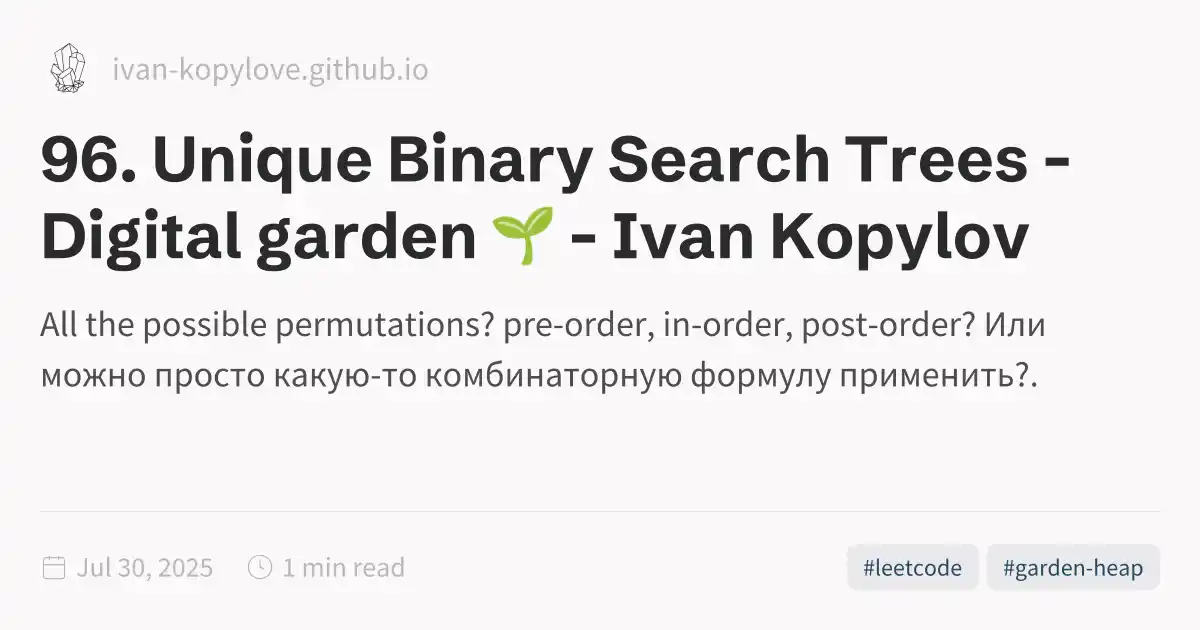 ivan-kopylove.github.io
96. Unique Binary Search Trees -
Digital garden 🌱 - Ivan Kopylov
All the possible permutations? pre-order, in-order, post-order? Или
можно просто какую-то комбинаторную формулу применить?.
Jul 30, 2025 1 min read #leetcode #garden-heap